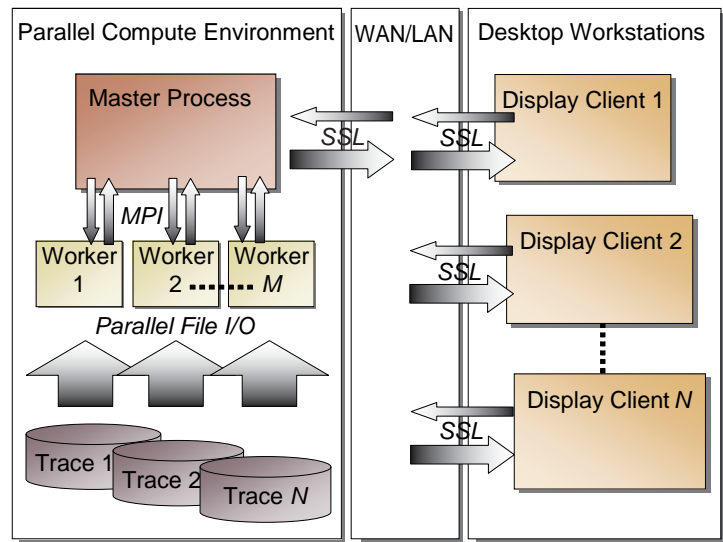 Parallel Compute Environment
Master Process
MPI
Worker
1
Worker
2
Worker
M
Parallel File I/O
Trace 1
Trace 2
Trace N
WAN/LAN
SSL
SSL
SSL
SSL
Desktop Workstations
Display Client 1
Display Client 2
Display Client N